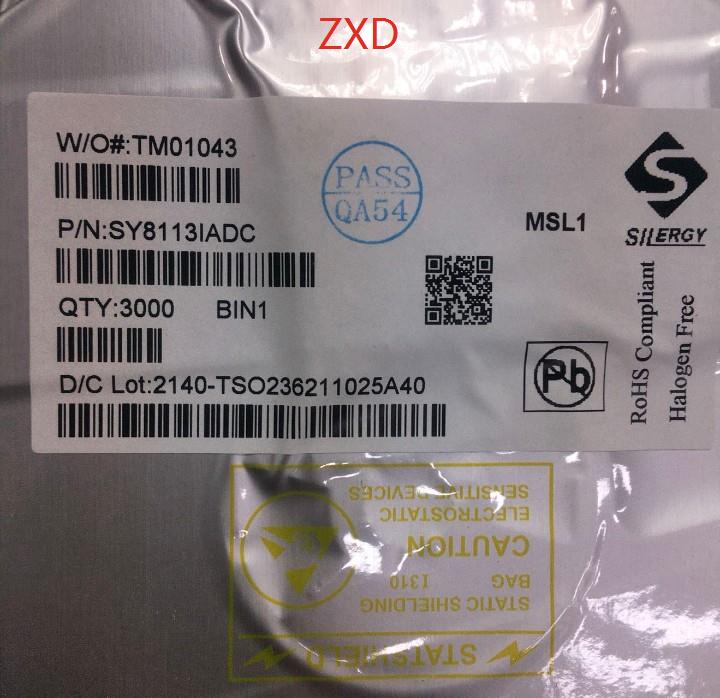 ZXD
W/O#:TM01043
PASS
QA54
P/N:SY8113IADC
MSL1
SILERGY
QTY:3000 BIN1
D/C Lot:2140-TSO236211025A40
Pb
RoHS Compliant
Halogen Free
STATSHIELD
STATIC SHIELDING
BAG 1310
CAUTION
ELECTROSTATIC
SENSITIVE DEVICES